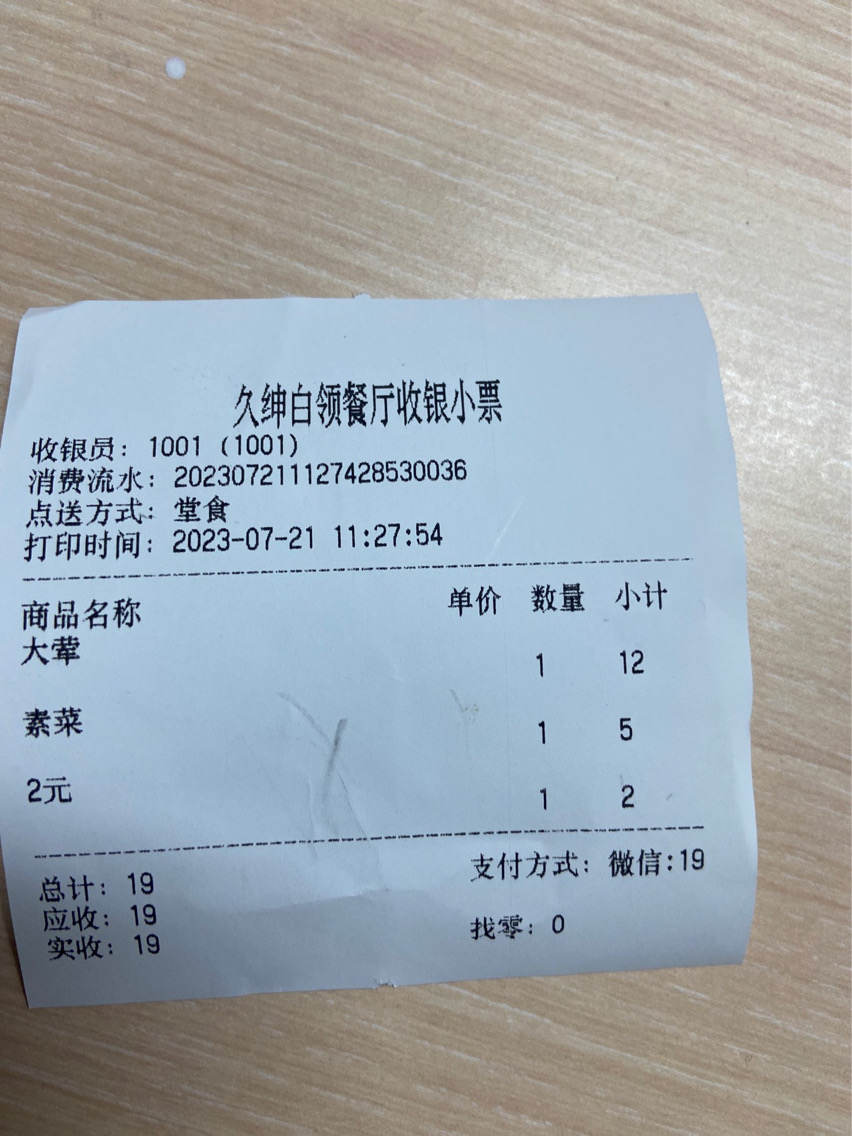 久绅白领餐厅收银小票
收银员：1001 (1001)
消费流水：202307211127428530036
点送方式：堂食
打印时间：2023-07-21 11:27:54
商品名称 单价 数量 小计
大荤 1 12
素菜 1 5
2元 1 2
总计：19 支付方式：微信:19
应收：19
实收：19 找零：0